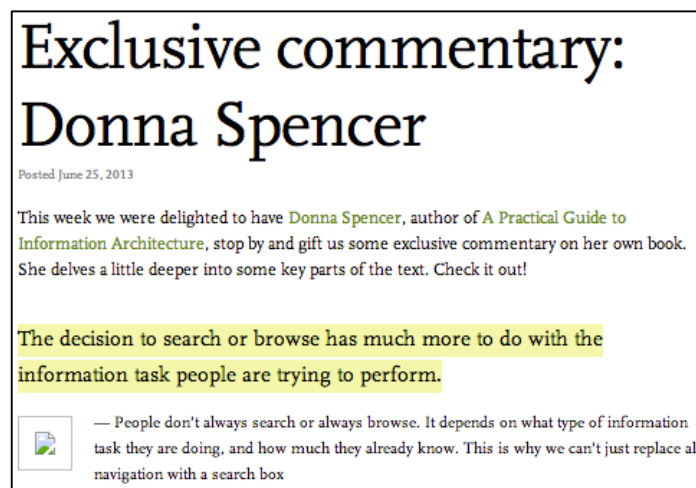 Exclusive commentary:
Donna Spencer
Posted June 25, 2013
This week we were delighted to have Donna Spencer, author of A Practical Guide to
Information Architecture, stop by and gift us some exclusive commentary on her own book.
She delves a little deeper into some key parts of the text. Check it out!
The decision to search or browse has much more to do with the
information task people are trying to perform.
— People don't always search or always browse. It depends on what type of information
task they are doing, and how much they already know. This is why we can't just replace al
navigation with a search box